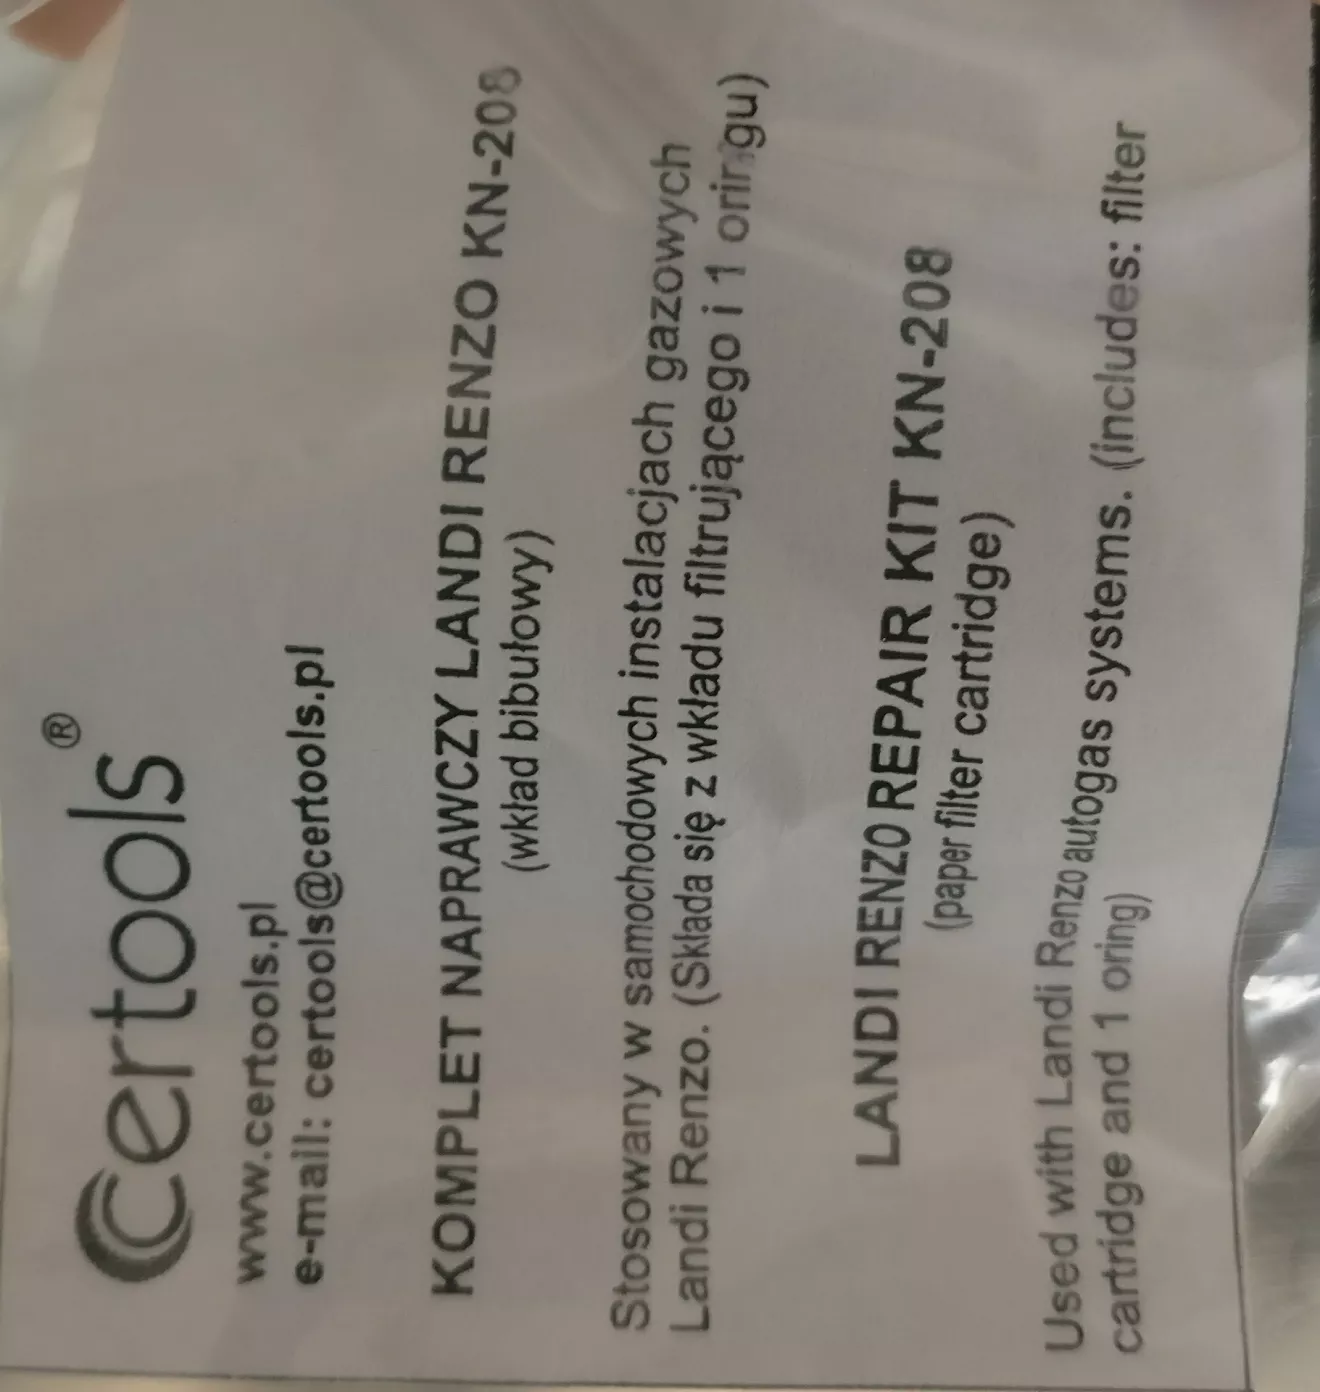 Certools®
www.certools.pl
e-mail: certools@certools.pl
KOMPLET NAPRAWCZY LANDI RENZO KN-208
(wkład bibułowy)
Stosowany w samochodowych instalacjach gazowych
Landi Renzo. (Składa się z wkładu filtrującego i 1 oringu)
LANDI RENZO REPAIR KIT KN-208
(paper filter cartridge)
Used with Landi Renzo autogas systems. (includes: filter
cartridge and 1 oring)